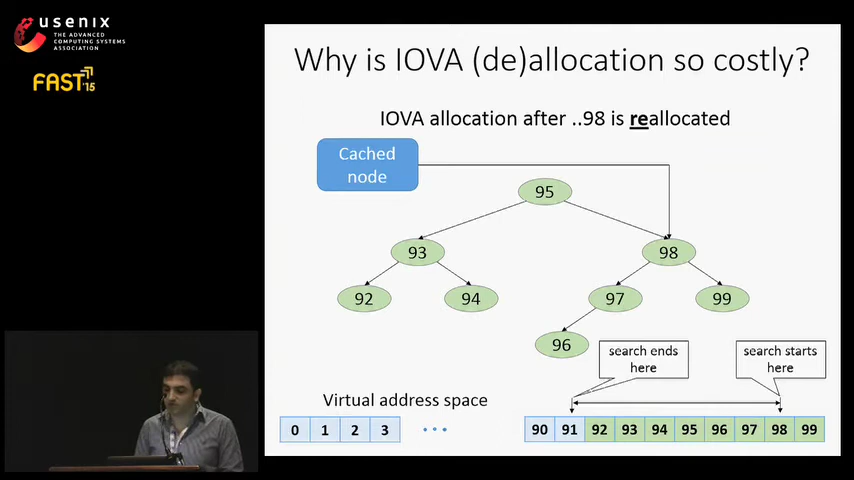 usenix
THE ADVANCED
COMPUTING SYSTEMS
ASSOCIATION
FAST '15
Why is IOVA (de)allocation so costly?
IOVA allocation after ..98 is reallocated
Cached
node
95
93
98
92
94
97
99
96
search ends
here
search starts
here
Virtual address space
0 1 2 3 ... 90 91 92 93 94 95 96 97 98 99